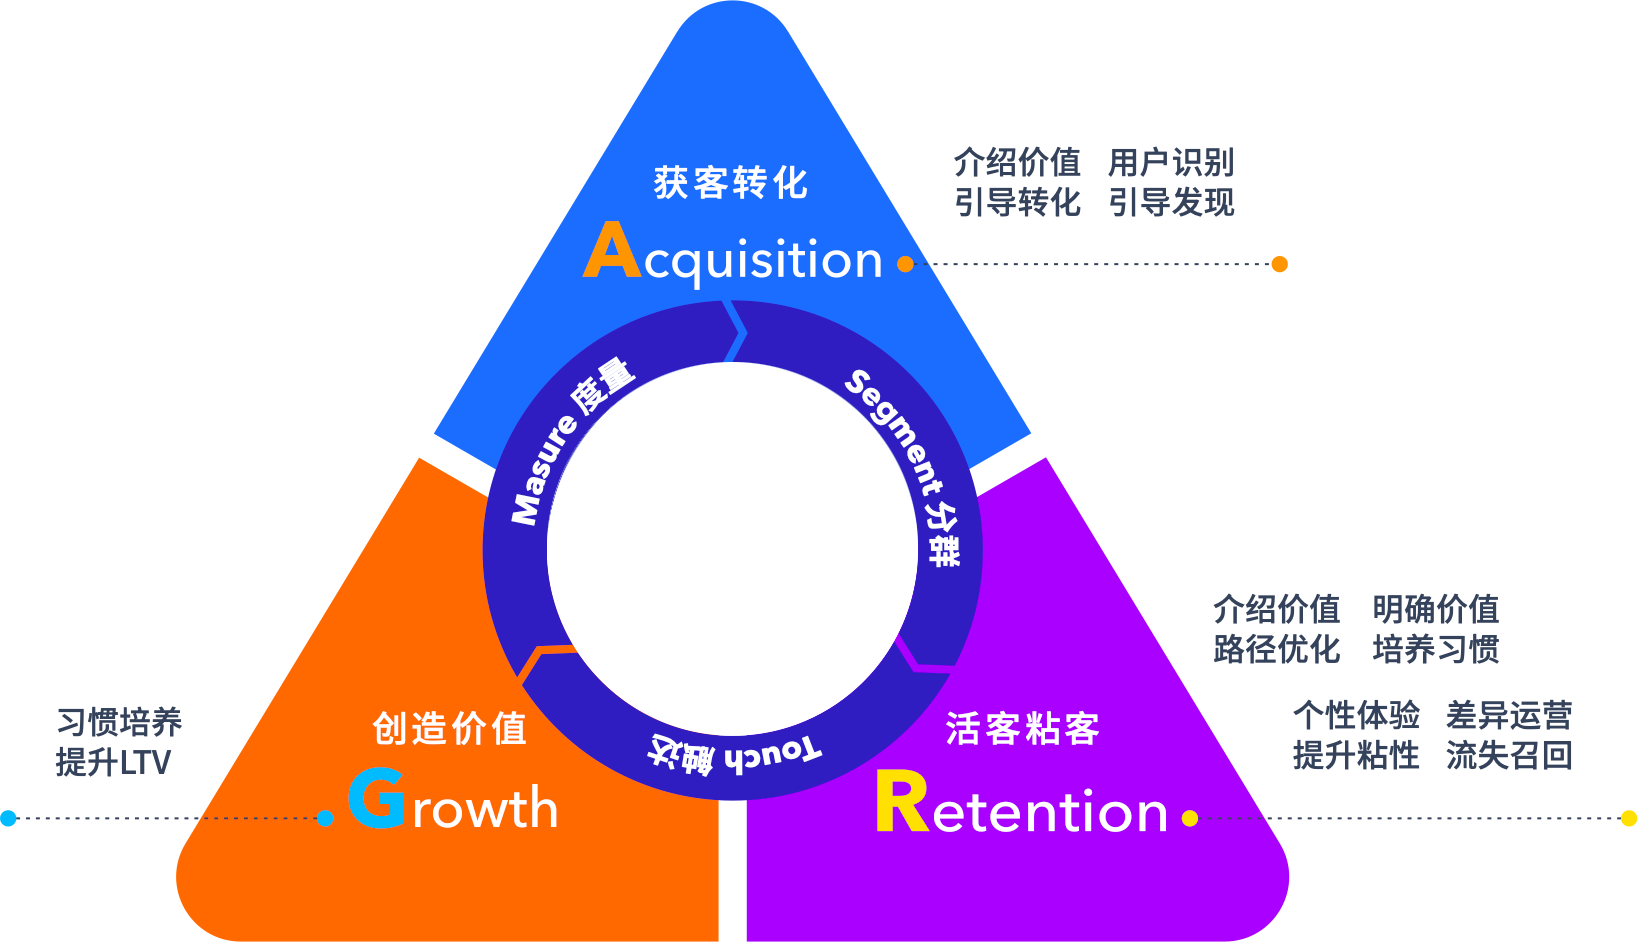 获客转化
Acquisition
介绍价值 用户识别
引导转化 引导发现
Masure 度量
Segment 分群
Touch 触达
创造价值
Growth
习惯培养
提升LTV
活客粘客
Retention
介绍价值 明确价值
路径优化 培养习惯
个性体验 差异运营
提升粘性 流失召回